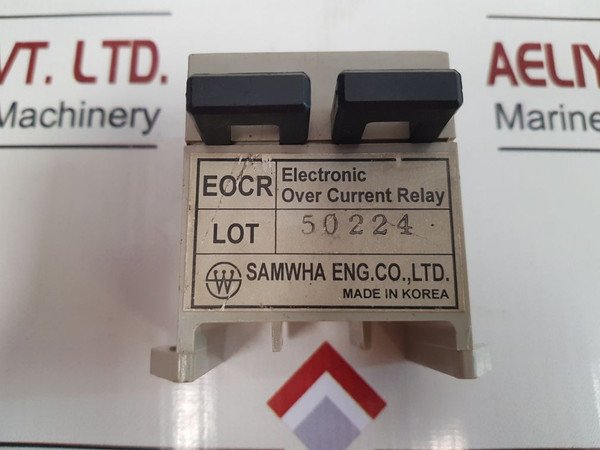 VT. LTD.
Machinery
AELIY
Marine
EOCR
Electronic
Over Current Relay
LOT
50224
SAMWHA ENG.CO.,LTD.
MADE IN KOREA